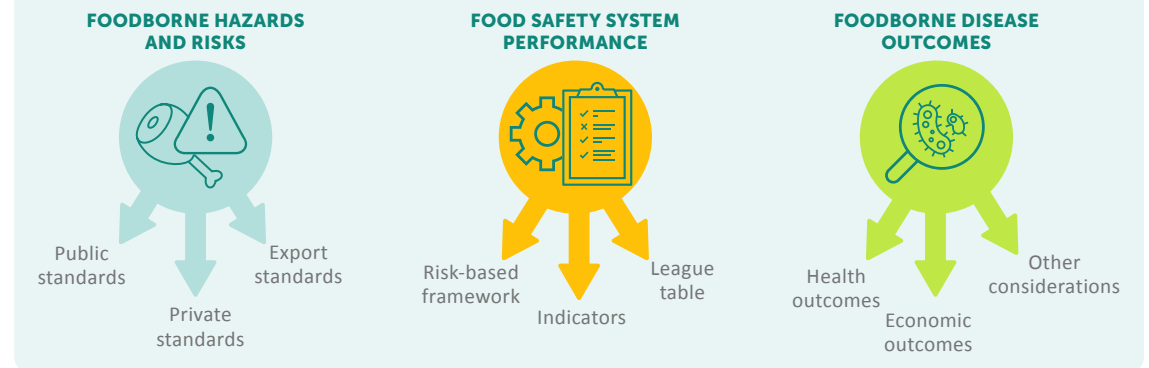 FOODBORNE HAZARDS
AND RISKS
Public
standards
Private
standards
Export
standards
FOOD SAFETY SYSTEM
PERFORMANCE
Risk-based
framework
Indicators
League
table
FOODBORNE DISEASE
OUTCOMES
Health
outcomes
Economic
outcomes
Other
considerations